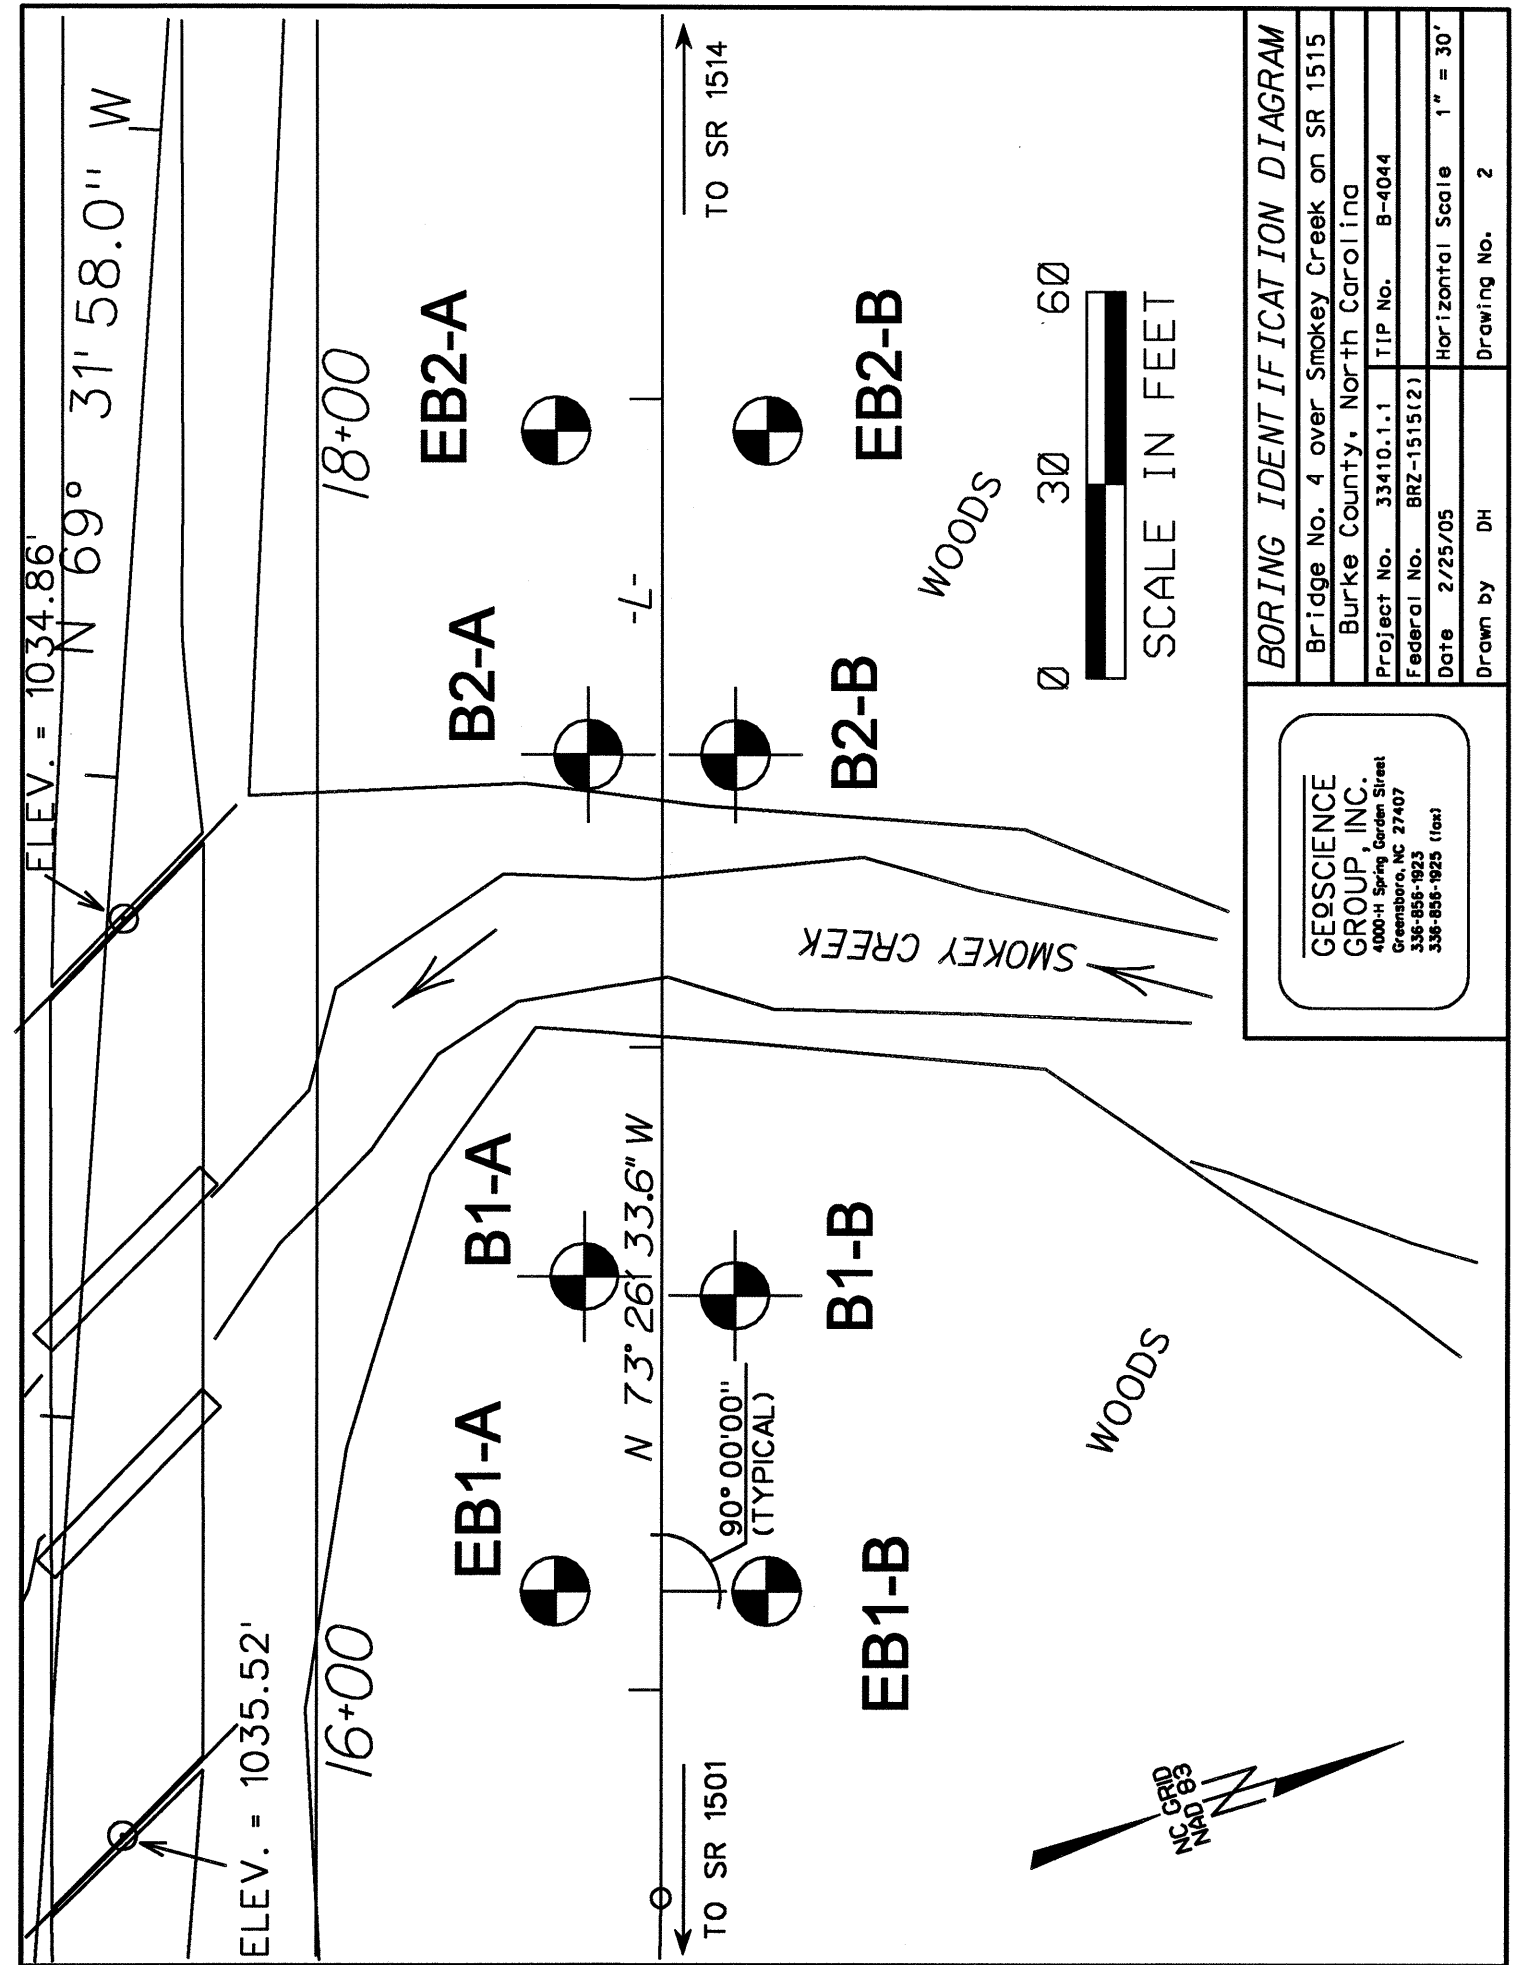 ELEV. = 1034.86'
N 69° 31' 58.0" W
ELEV. = 1035.52'
16+00
18+00
EB1-A
B1-A
B2-A
EB2-A
N 73° 26' 33.6" W
-L-
TO SR 1501
TO SR 1514
90° 00'00"
(TYPICAL)
EB1-B
B1-B
B2-B
EB2-B
SMOKEY CREEK
WOODS
WOODS
NC GRID
NAD 83
N
0 30 60
SCALE IN FEET
GEOSCIENCE
GROUP, INC.
4000-H Spring Garden Street
Greensboro, NC 27407
336-856-1923
336-856-1925 (fax)
BORING IDENTIFICATION DIAGRAM
Bridge No. 4 over Smokey Creek on SR 1515
Burke County, North Carolina
Project No. 33410.1.1 TIP No. B-4044
Federal No. BRZ-1515(2)
Date 2/25/05 Horizontal Scale 1" = 30'
Drawn by DH Drawing No. 2